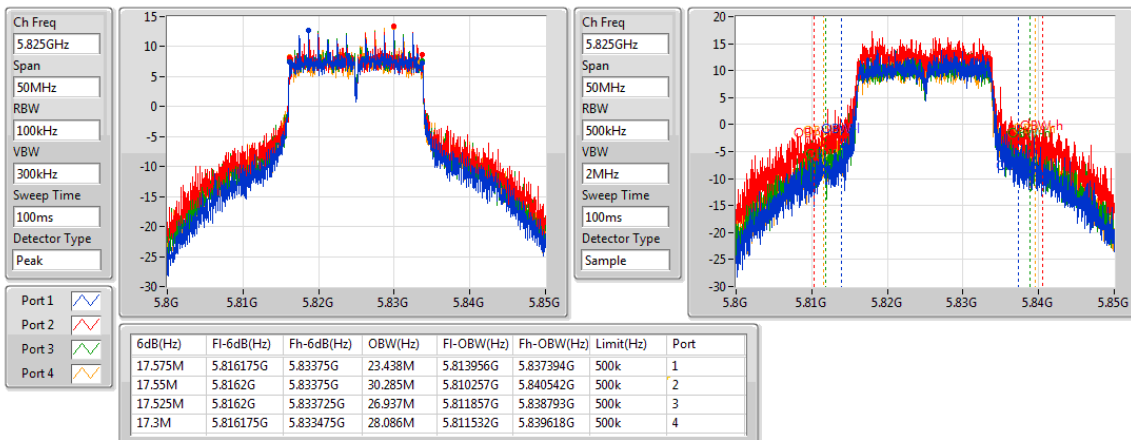 Ch Freq
5.825GHz
Span
50MHz
RBW
100kHz
VBW
300kHz
Sweep Time
100ms
Detector Type
Peak
15
10
5
0
-5
-10
-15
-20
-25
-30
5.8G 5.81G 5.82G 5.83G 5.84G 5.85G
Ch Freq
5.825GHz
Span
50MHz
RBW
500kHz
VBW
2MHz
Sweep Time
100ms
Detector Type
Sample
20
15
10
5
0
-5
-10
-15
-20
-25
-30
5.8G 5.81G 5.82G 5.83G 5.84G 5.85G
Port 1
Port 2
Port 3
Port 4
6dB(Hz) Fl-6dB(Hz) Fh-6dB(Hz) OBW(Hz) Fl-OBW(Hz) Fh-OBW(Hz) Limit(Hz) Port
17.575M 5.816175G 5.83375G 23.438M 5.813956G 5.837394G 500k 1
17.55M 5.8162G 5.83375G 30.285M 5.810257G 5.840542G 500k 2
17.525M 5.8162G 5.833725G 26.937M 5.811857G 5.838793G 500k 3
17.3M 5.816175G 5.833475G 28.086M 5.811532G 5.839618G 500k 4